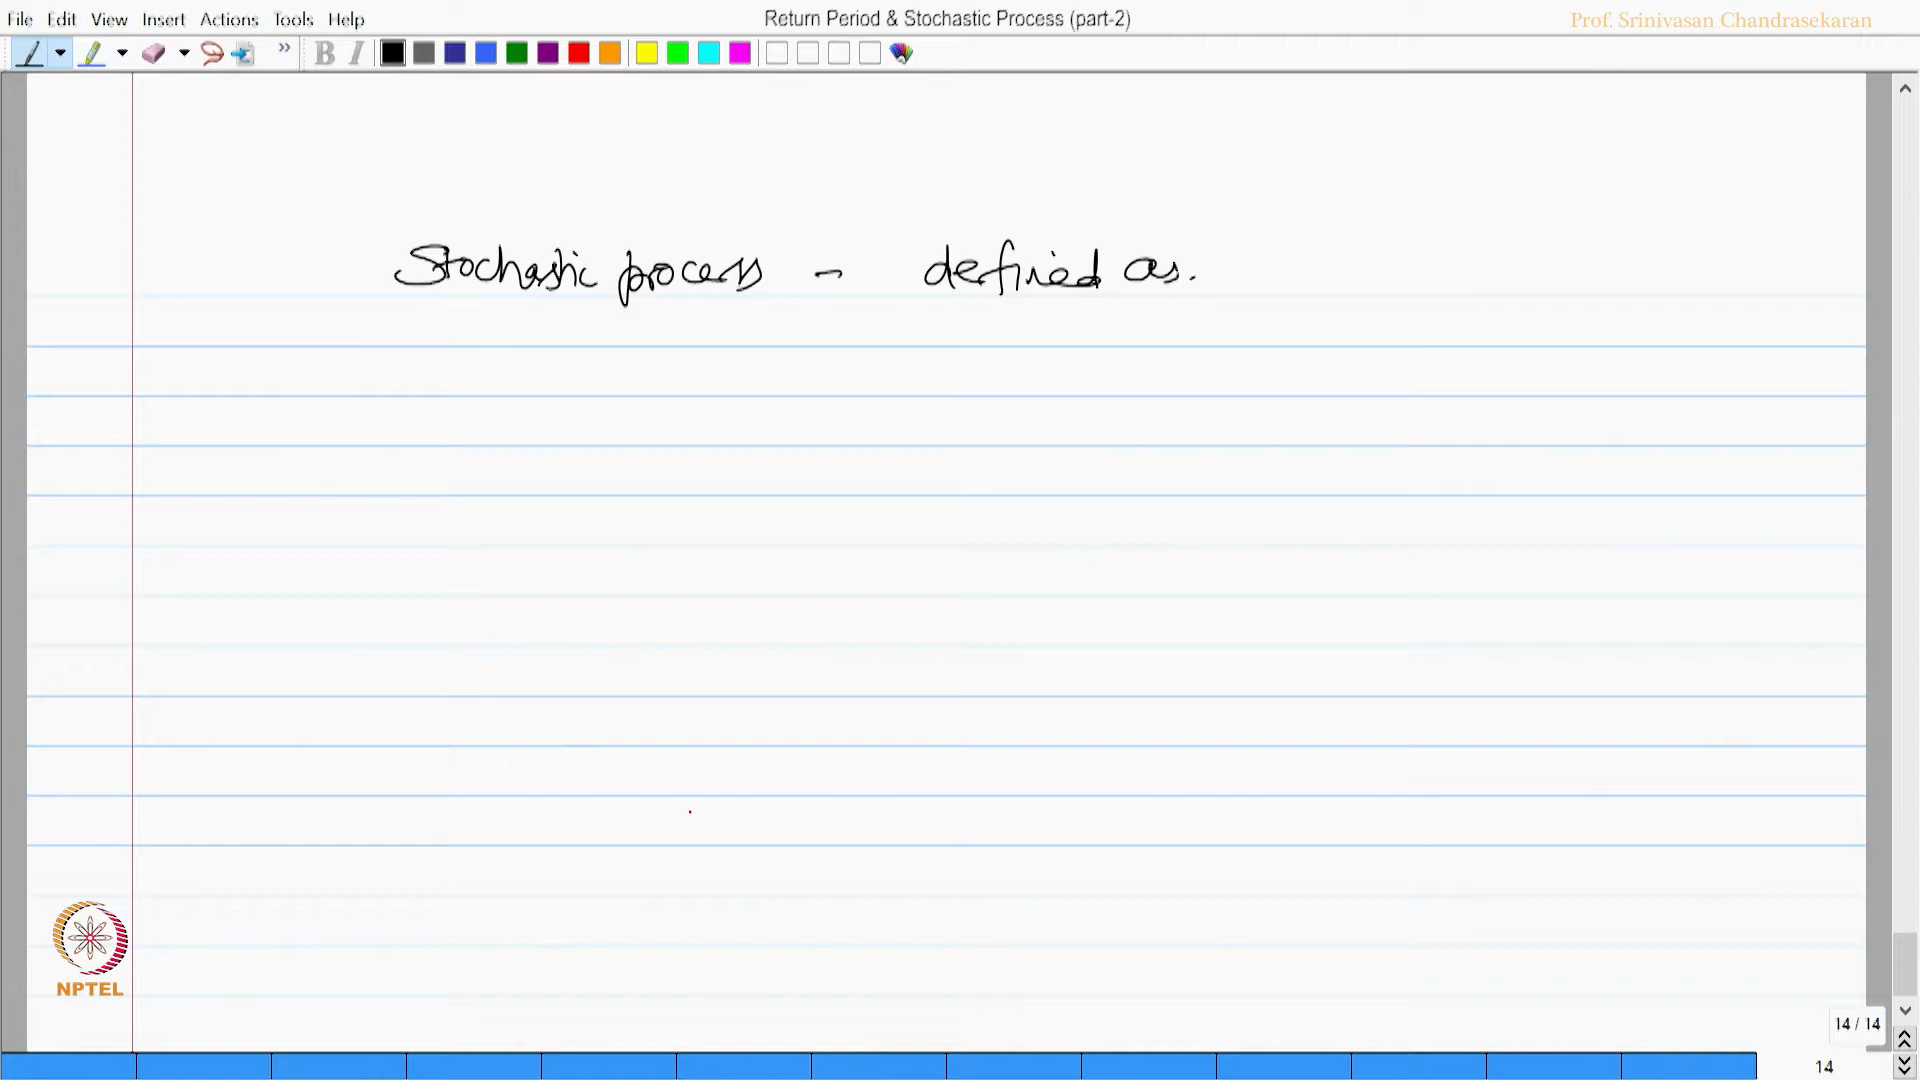 File Edit View Insert Actions Tools Help Return Period & Stochastic Process (part-2) Prof. Srinivasan Chandrasekaran
B I
Stochastic process - defined as.
NPTEL
14 / 14
14